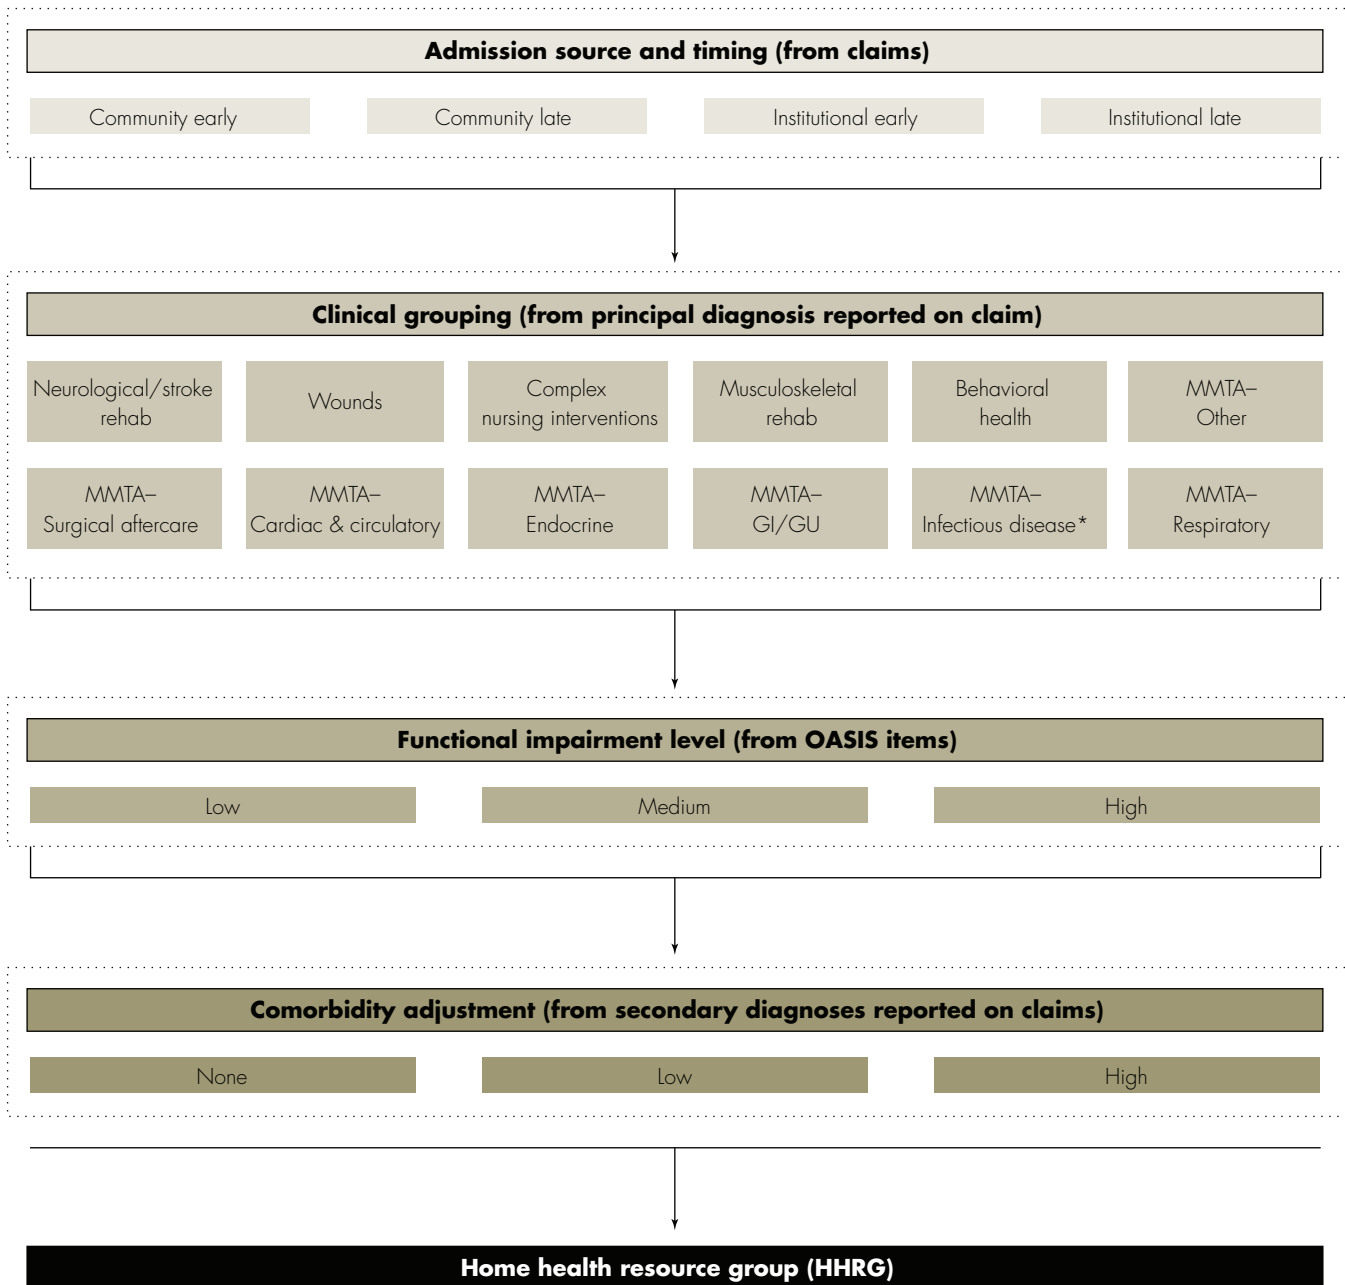 Admission source and timing (from claims)
Community early
Community late
Institutional early
Institutional late
Clinical grouping (from principal diagnosis reported on claim)
Neurological/stroke
rehab
Wounds
Complex
nursing interventions
Musculoskeletal
rehab
Behavioral
health
MMTA–
Other
MMTA–
Surgical aftercare
MMTA–
Cardiac & circulatory
MMTA–
Endocrine
MMTA–
GI/GU
MMTA–
Infectious disease*
MMTA–
Respiratory
Functional impairment level (from OASIS items)
Low
Medium
High
Comorbidity adjustment (from secondary diagnoses reported on claims)
None
Low
High
Home health resource group (HHRG)